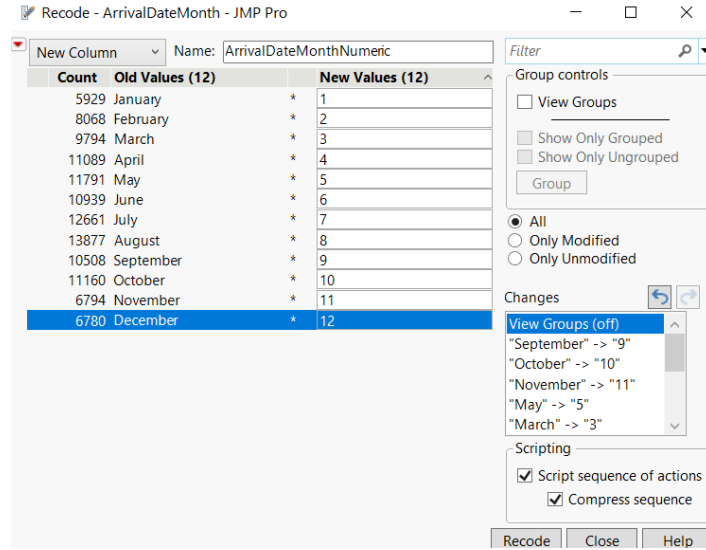 Recode - ArrivalDateMonth - JMP Pro
New Column Name: ArrivalDateMonthNumeric
Filter
Count Old Values (12) New Values (12)
5929 January * 1
8068 February * 2
9794 March * 3
11089 April * 4
11791 May * 5
10939 June * 6
12661 July * 7
13877 August * 8
10508 September * 9
11160 October * 10
6794 November * 11
6780 December * 12
Group controls
View Groups
Show Only Grouped
Show Only Ungrouped
Group
All
Only Modified
Only Unmodified
Changes
View Groups (off)
"September" -> "9"
"October" -> "10"
"November" -> "11"
"May" -> "5"
"March" -> "3"
Scripting
Script sequence of actions
Compress sequence
Recode Close Help